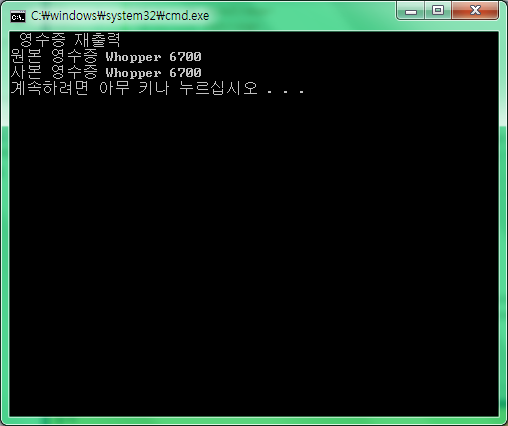 C:₩windows₩system32₩cmd.exe
영수증 재출력
원본 영수증 Whopper 6700
사본 영수증 Whopper 6700
계속하려면 아무 키나 누르십시오 . . .